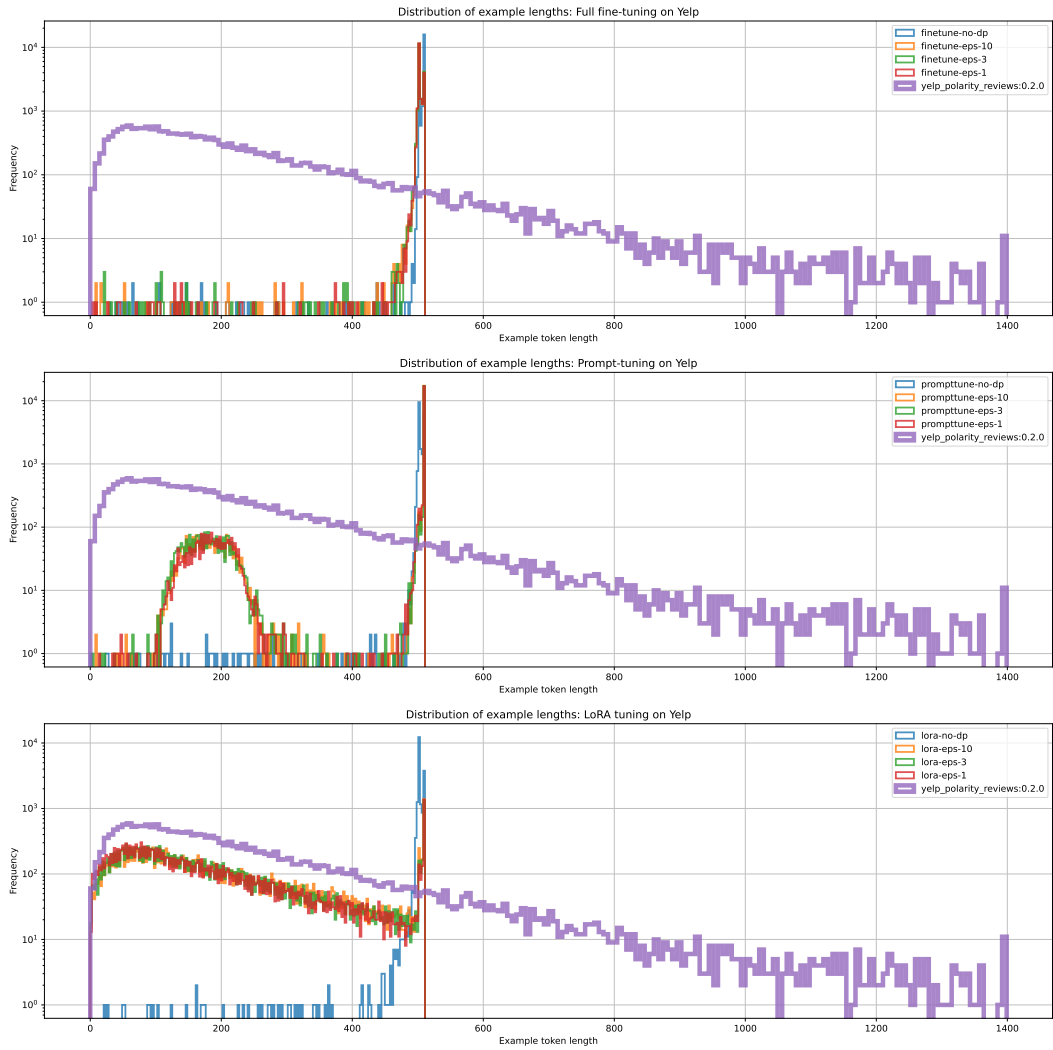 Distribution of example lengths: Full fine-tuning on Yelp
finetune-no-dp
finetune-eps-10
finetune-eps-3
finetune-eps-1
yelp_polarity_reviews:0.2.0
Frequency
10⁴
10³
10²
10¹
10⁰
0 200 400 600 800 1000 1200 1400
Example token length
Distribution of example lengths: Prompt-tuning on Yelp
prompttune-no-dp
prompttune-eps-10
prompttune-eps-3
prompttune-eps-1
yelp_polarity_reviews:0.2.0
Frequency
10⁴
10³
10²
10¹
10⁰
0 200 400 600 800 1000 1200 1400
Example token length
Distribution of example lengths: LoRA tuning on Yelp
lora-no-dp
lora-eps-10
lora-eps-3
lora-eps-1
yelp_polarity_reviews:0.2.0
Frequency
10⁴
10³
10²
10¹
10⁰
0 200 400 600 800 1000 1200 1400
Example token length